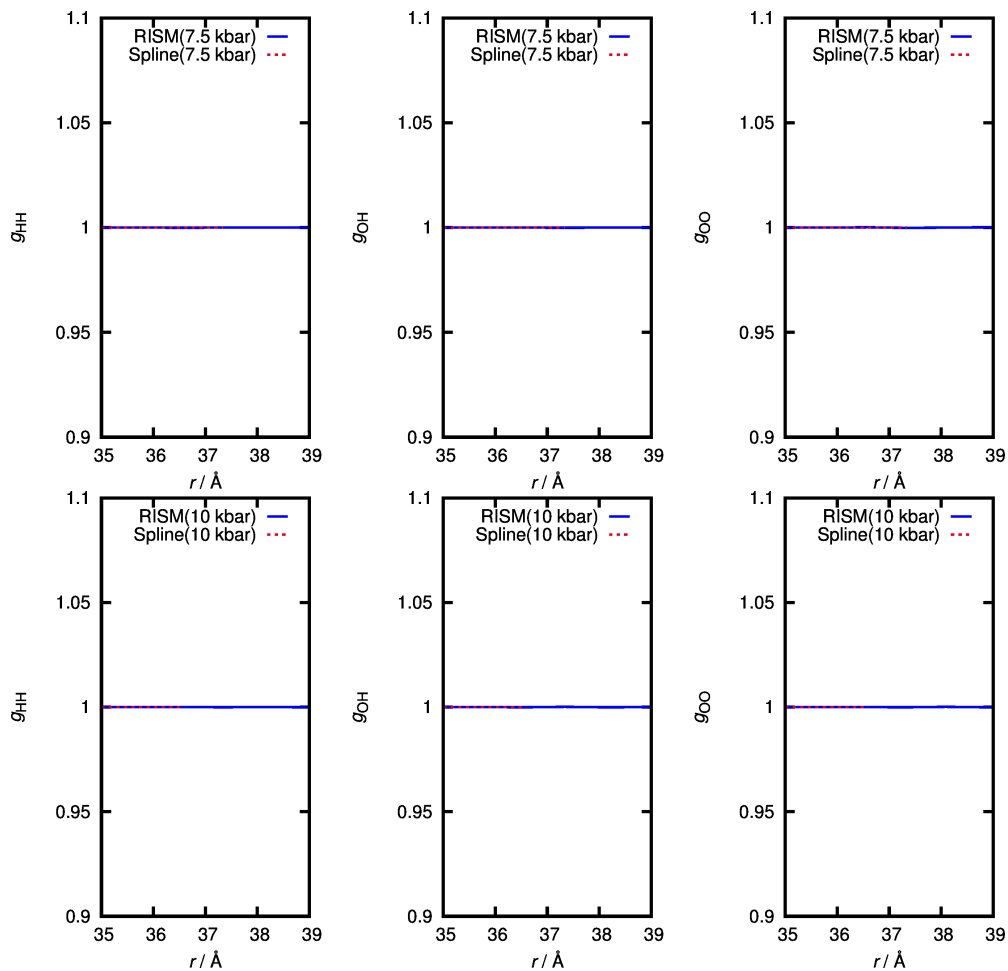 1.1
RISM(7.5 kbar)
Spline(7.5 kbar)
1.05
gHH
1
0.95
0.9
35 36 37 38 39
r / Å
1.1
RISM(7.5 kbar)
Spline(7.5 kbar)
1.05
gOH
1
0.95
0.9
35 36 37 38 39
r / Å
1.1
RISM(7.5 kbar)
Spline(7.5 kbar)
1.05
gOO
1
0.95
0.9
35 36 37 38 39
r / Å
1.1
RISM(10 kbar)
Spline(10 kbar)
1.05
gHH
1
0.95
0.9
35 36 37 38 39
r / Å
1.1
RISM(10 kbar)
Spline(10 kbar)
1.05
gOH
1
0.95
0.9
35 36 37 38 39
r / Å
1.1
RISM(10 kbar)
Spline(10 kbar)
1.05
gOO
1
0.95
0.9
35 36 37 38 39
r / Å